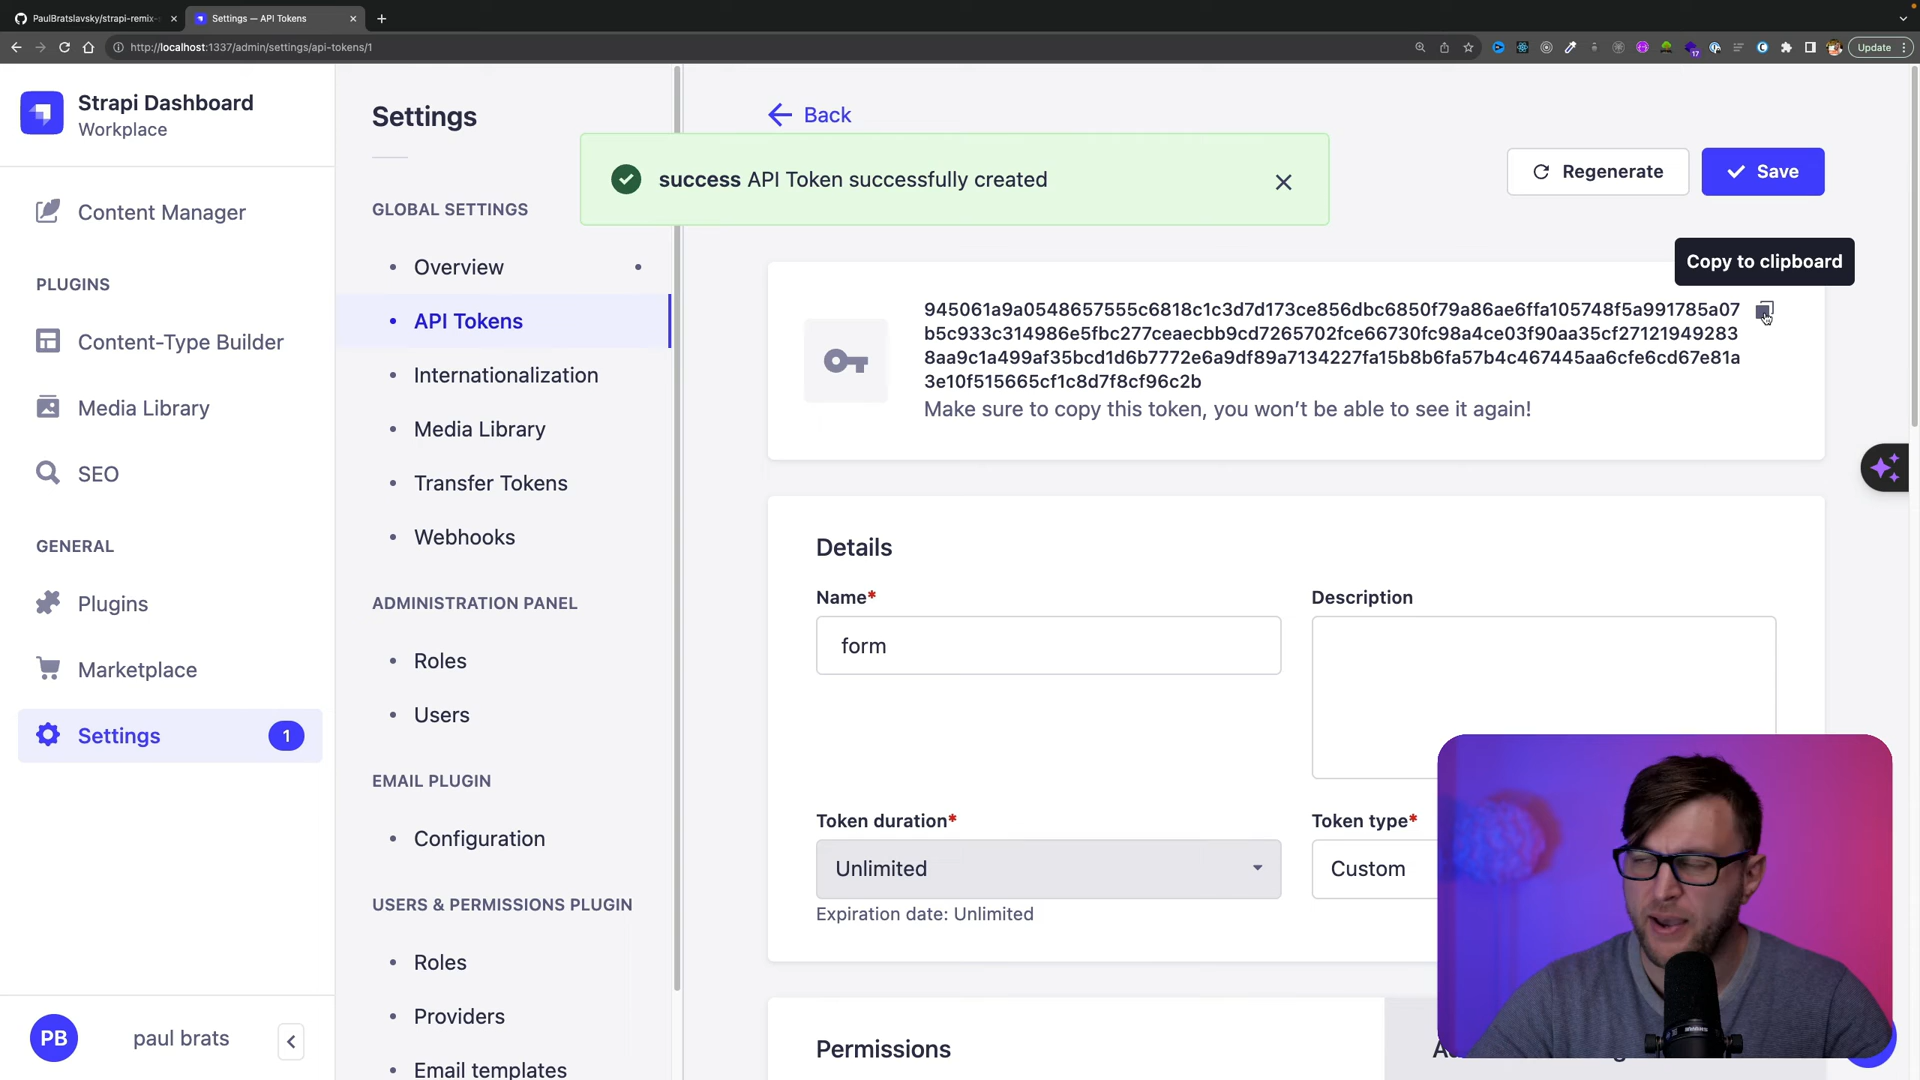 PaulBratslavsky/strapi-remix-
Settings — API Tokens
http://localhost:1337/admin/settings/api-tokens/1
17
Update
Strapi Dashboard
Workplace
Content Manager
PLUGINS
Content-Type Builder
Media Library
SEO
GENERAL
Plugins
Marketplace
Settings
1
PB
paul brats
Settings
GLOBAL SETTINGS
Overview
API Tokens
Internationalization
Media Library
Transfer Tokens
Webhooks
ADMINISTRATION PANEL
Roles
Users
EMAIL PLUGIN
Configuration
USERS & PERMISSIONS PLUGIN
Roles
Providers
Email templates
Back
success API Token successfully created
Regenerate
Save
Copy to clipboard
945061a9a0548657555c6818c1c3d7d173ce856dbc6850f79a86ae6ffa105748f5a991785a07
b5c933c314986e5fbc277ceaecbb9cd7265702fce66730fc98a4ce03f90aa35cf27121949283
8aa9c1a499af35bcd1d6b7772e6a9df89a7134227fa15b8b6fa57b4c467445aa6cfe6cd67e81a
3e10f515665cf1c8d7f8cf96c2b
Make sure to copy this token, you won’t be able to see it again!
Details
Name*
form
Description
Token duration*
Unlimited
Expiration date: Unlimited
Token type*
Custom
Permissions